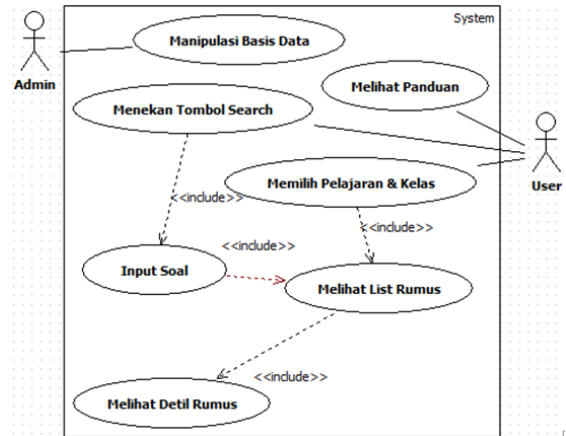 System
Manipulasi Basis Data
Admin
Melihat Panduan
Menekan Tombol Search
User
Memilih Pelajaran & Kelas
<<include>>
<<include>>
<<include>>
Input Soal
Melihat List Rumus
<<include>>
Melihat Detil Rumus